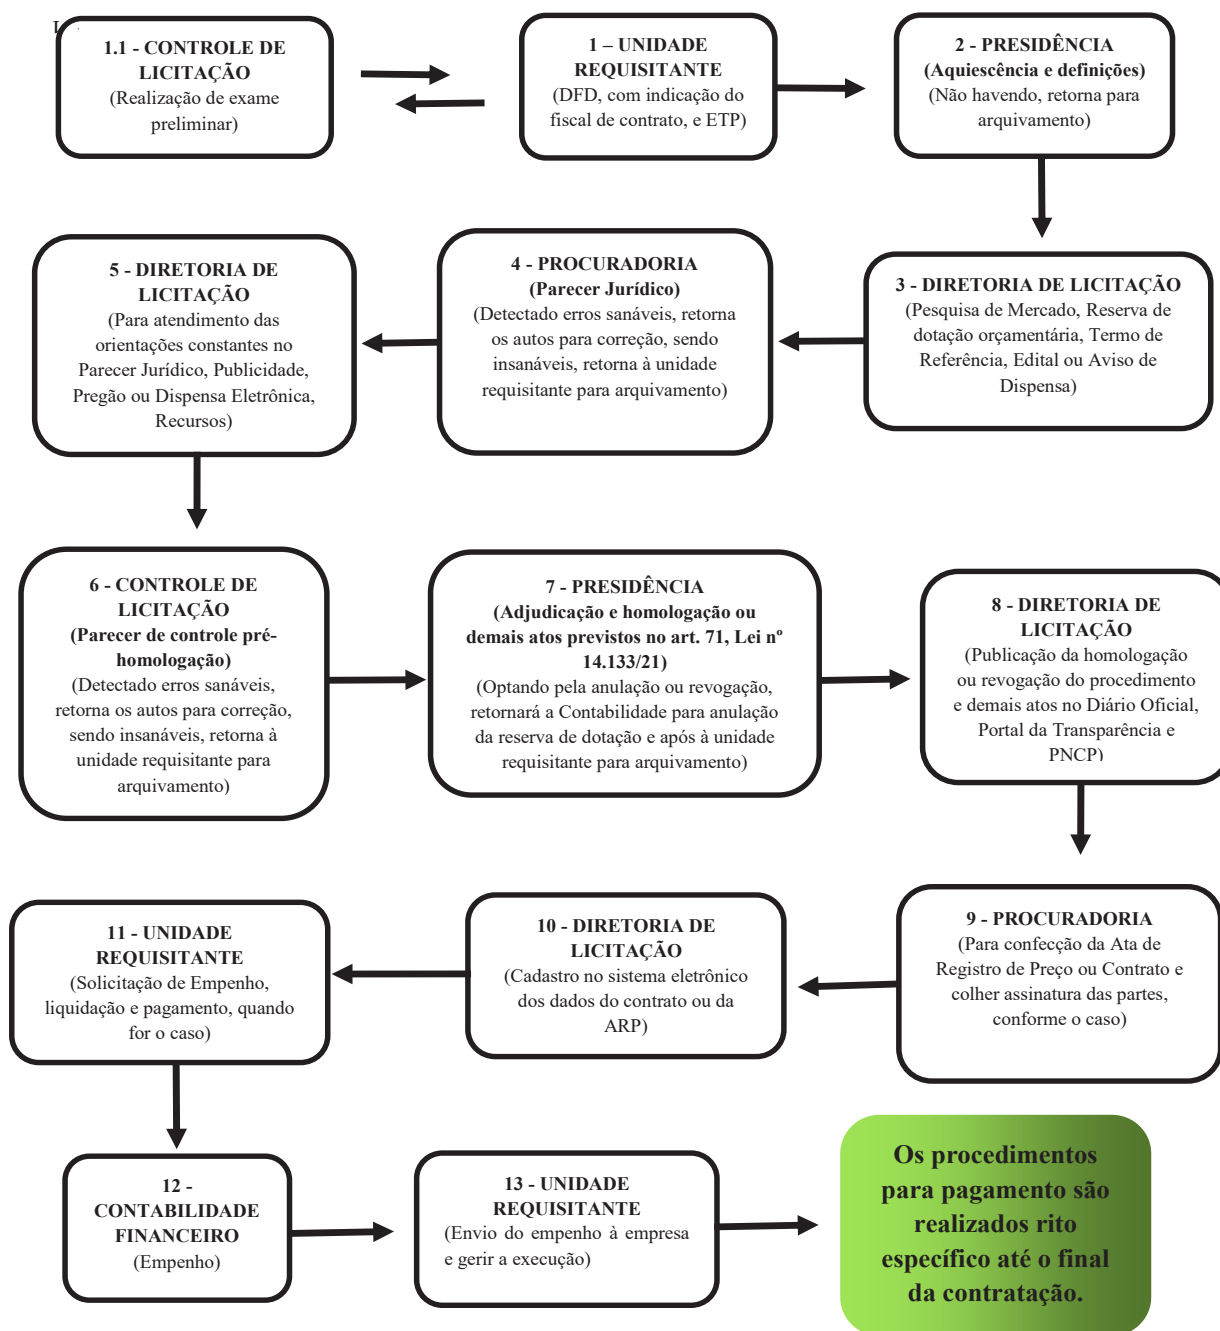 1.1 - CONTROLE DE
LICITAÇÃO
(Realização de exame
preliminar)
1 – UNIDADE
REQUISITANTE
(DFD, com indicação do
fiscal de contrato, e ETP)
2 - PRESIDÊNCIA
(Aquiescência e definições)
(Não havendo, retorna para
arquivamento)
3 - DIRETORIA DE LICITAÇÃO
(Pesquisa de Mercado, Reserva de
dotação orçamentária, Termo de
Referência, Edital ou Aviso de
Dispensa)
4 - PROCURADORIA
(Parecer Jurídico)
(Detectado erros sanáveis, retorna
os autos para correção, sendo
insanáveis, retorna à unidade
requisitante para arquivamento)
5 - DIRETORIA DE
LICITAÇÃO
(Para atendimento das
orientações constantes no
Parecer Jurídico, Publicidade,
Pregão ou Dispensa Eletrônica,
Recursos)
6 - CONTROLE DE
LICITAÇÃO
(Parecer de controle pré-
homologação)
(Detectado erros sanáveis,
retorna os autos para correção,
sendo insanáveis, retorna à
unidade requisitante para
arquivamento)
7 - PRESIDÊNCIA
(Adjudicação e homologação ou
demais atos previstos no art. 71, Lei nº
14.133/21)
(Optando pela anulação ou revogação,
retornará a Contabilidade para anulação
da reserva de dotação e após à unidade
requisitante para arquivamento)
8 - DIRETORIA DE
LICITAÇÃO
(Publicação da homologação
ou revogação do procedimento
e demais atos no Diário Oficial,
Portal da Transparência e
PNCP)
9 - PROCURADORIA
(Para confecção da Ata de
Registro de Preço ou Contrato e
colher assinatura das partes,
conforme o caso)
10 - DIRETORIA DE
LICITAÇÃO
(Cadastro no sistema eletrônico
dos dados do contrato ou da
ARP)
11 - UNIDADE
REQUISITANTE
(Solicitação de Empenho,
liquidação e pagamento, quando
for o caso)
12 -
CONTABILIDADE
FINANCEIRO
(Empenho)
13 - UNIDADE
REQUISITANTE
(Envio do empenho à empresa
e gerir a execução)
Os procedimentos
para pagamento são
realizados rito
específico até o final
da contratação.